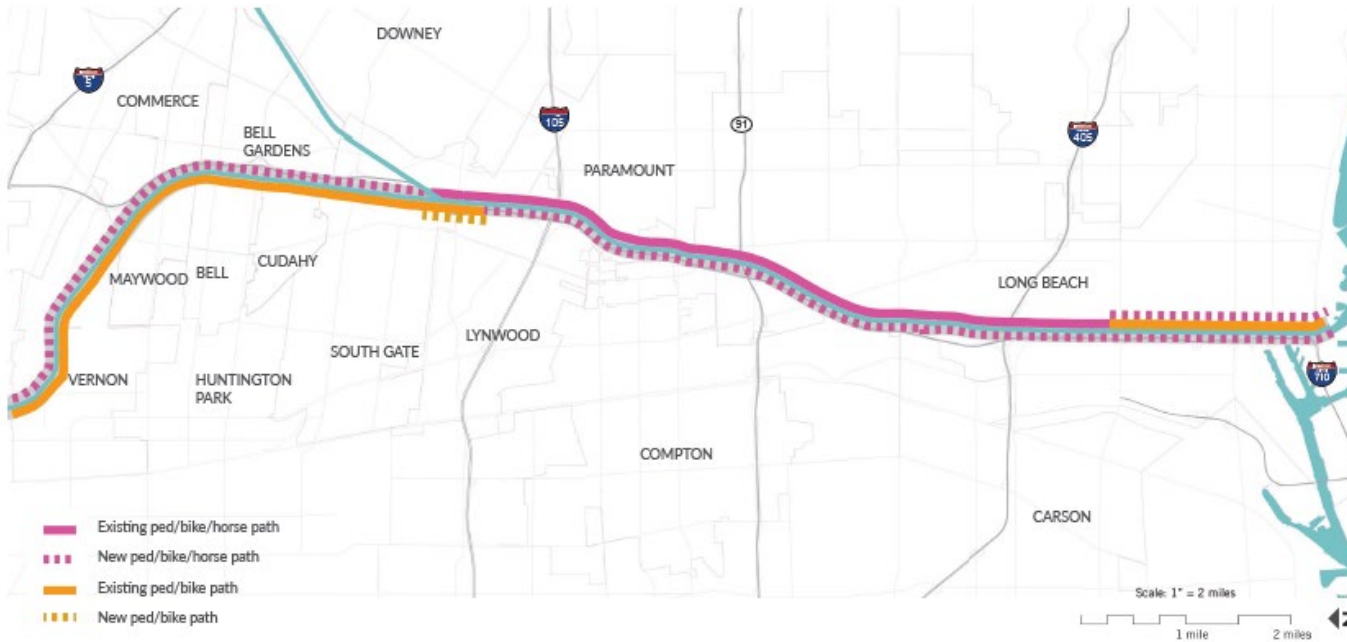 DOWNEY
5
COMMERCE
105
91
405
BELL
GARDENS
PARAMOUNT
MAYWOOD
BELL
CUDAHY
LONG BEACH
LYNWOOD
SOUTH GATE
VERNON
HUNTINGTON
PARK
710
COMPTON
CARSON
Existing ped/bike/horse path
New ped/bike/horse path
Existing ped/bike path
New ped/bike path
Scale: 1" = 2 miles
1 mile
2 miles